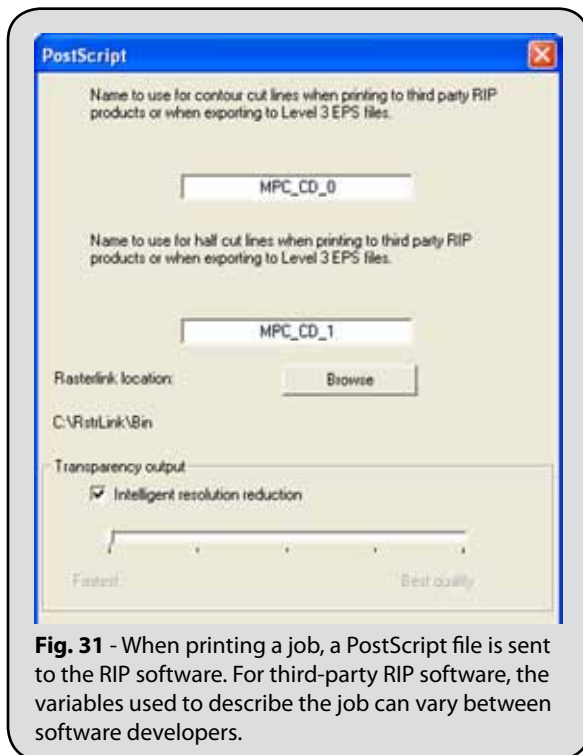 PostScript
Name to use for contour cut lines when printing to third party RIP
products or when exporting to Level 3 EPS files.
MPC_CD_0
Name to use for half cut lines when printing to third party RIP
products or when exporting to Level 3 EPS files.
MPC_CD_1
Rasterlink location:
Browse
C:\RstrLink\Bin
Transparency output
Intelligent resolution reduction
Fastest
Best quality
Fig. 31 - When printing a job, a PostScript file is sent
to the RIP software. For third-party RIP software, the
variables used to describe the job can vary between
software developers.